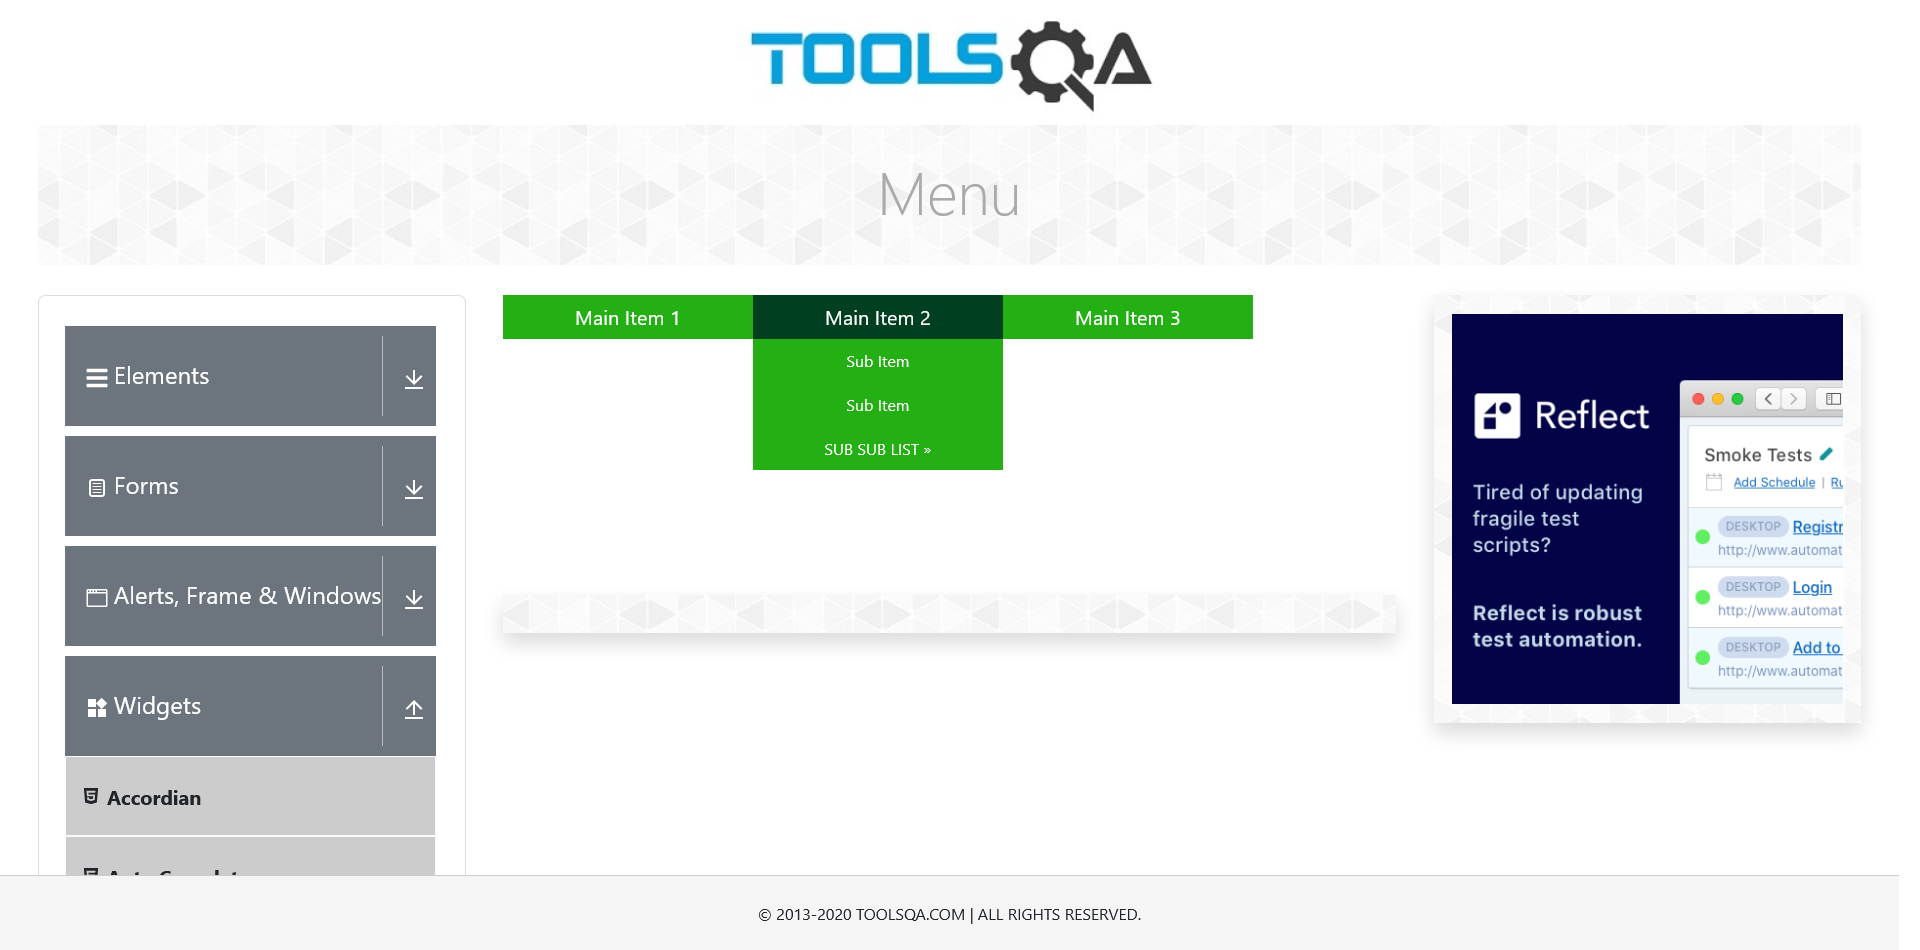 TOOLSQA
Menu
Elements
Forms
Alerts, Frame & Windows
Widgets
Accordian
Main Item 1
Main Item 2
Main Item 3
Sub Item
Sub Item
SUB SUB LIST »
Reflect
Tired of updating
fragile test
scripts?
Reflect is robust
test automation.
Smoke Tests
Add Schedule | Ru
DESKTOP Registr
http://www.automat
DESKTOP Login
http://www.automat
DESKTOP Add to
http://www.automat
© 2013-2020 TOOLSQA.COM | ALL RIGHTS RESERVED.